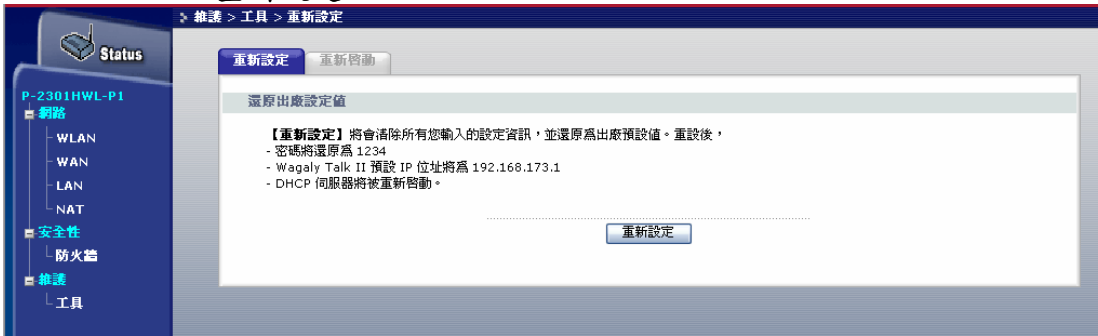 維護 > 工具 > 重新設定
Status
重新設定 重新啓動
P-2301HWL-P1
網路
WLAN
WAN
LAN
NAT
安全性
防火牆
維護
工具
還原出廠設定值
【重新設定】將會清除所有您輸入的設定資訊，並還原為出廠預設值。重設後，
- 密碼將還原為 1234
- Wagaly Talk II 預設 IP 位址將為 192.168.173.1
- DHCP 伺服器將被重新啓動。
重新設定